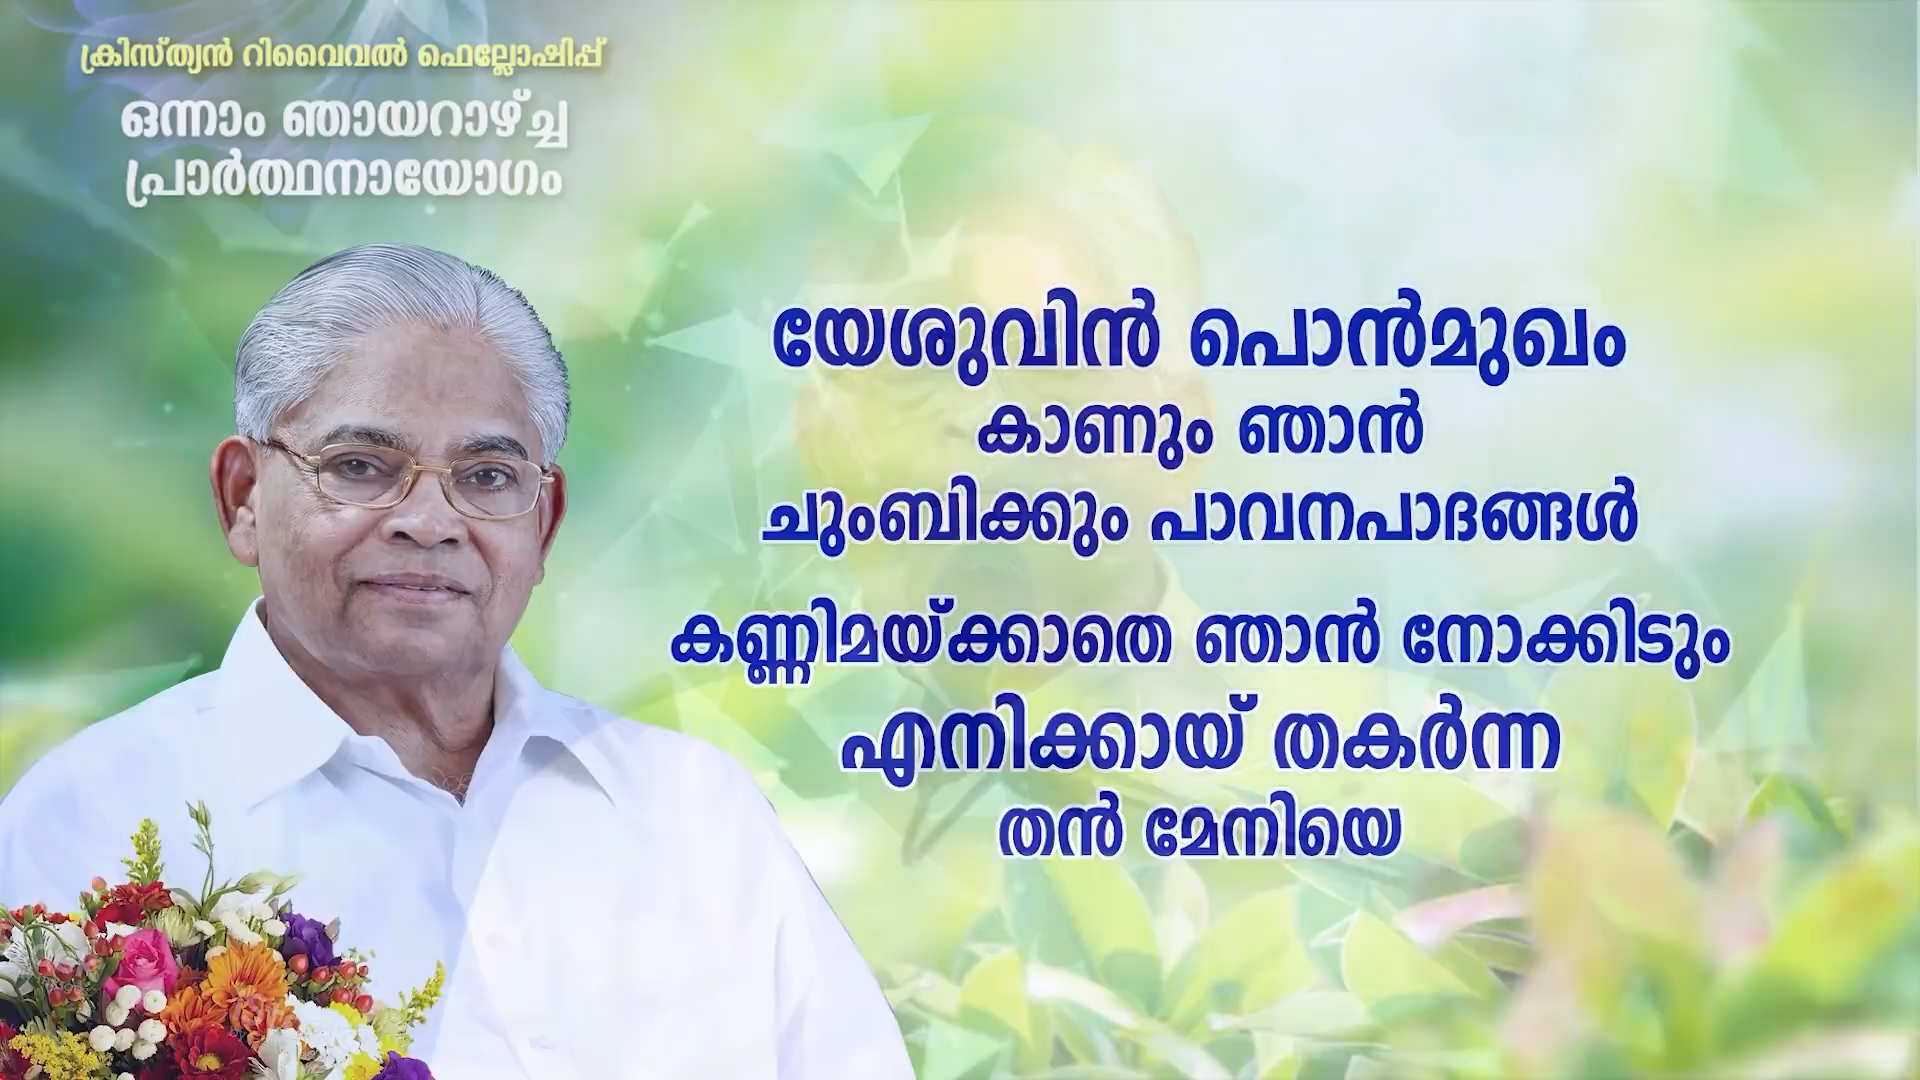 ക്രിസ്ത്യൻ റിവൈവൽ ഫെല്ലോഷിപ്പ്
ഒന്നാം ഞായറാഴ്ച്ച
പ്രാർത്ഥനായോഗം
യേശുവിൻ പൊൻമുഖം
കാണും ഞാൻ
ചുംബിക്കും പാവനപാദങ്ങൾ
കണ്ണിമയ്ക്കാതെ ഞാൻ നോക്കിടും
എനിക്കായ് തകർന്ന
തൻ മേനിയെ